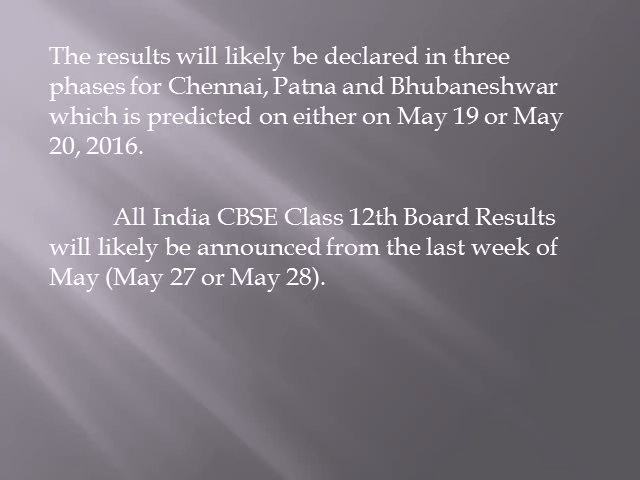 The results will likely be declared in three
phases for Chennai, Patna and Bhubaneshwar
which is predicted on either on May 19 or May
20, 2016.
All India CBSE Class 12th Board Results
will likely be announced from the last week of
May (May 27 or May 28).